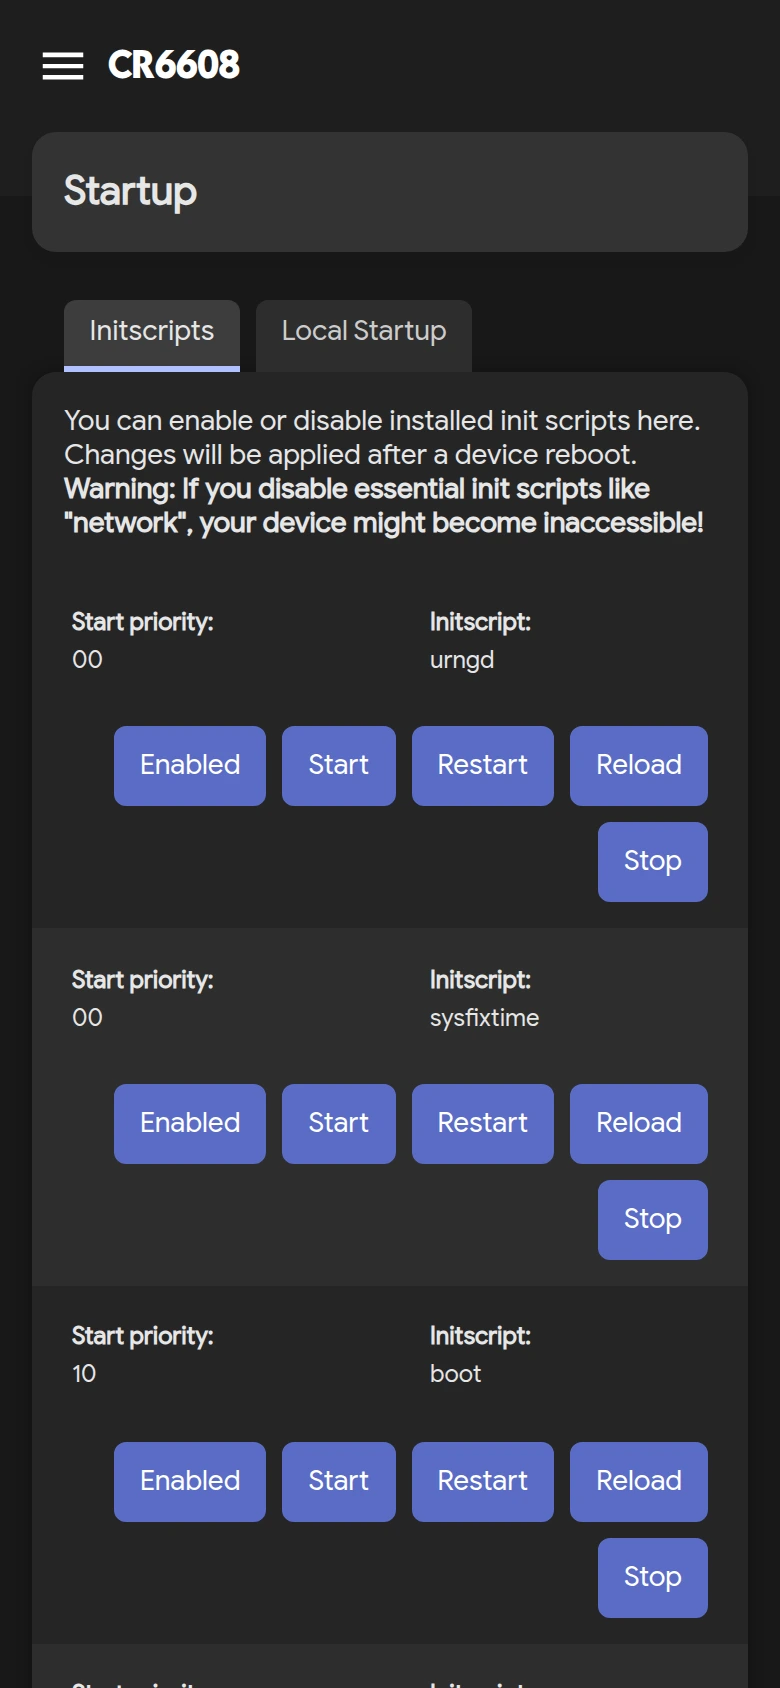 CR6608
Startup
Initscripts Local Startup
You can enable or disable installed init scripts here.
Changes will be applied after a device reboot.
Warning: If you disable essential init scripts like
"network", your device might become inaccessible!
Start priority: Initscript:
00 urngd
Enabled Start Restart Reload
Stop
Start priority: Initscript:
00 sysfixtime
Enabled Start Restart Reload
Stop
Start priority: Initscript:
10 boot
Enabled Start Restart Reload
Stop